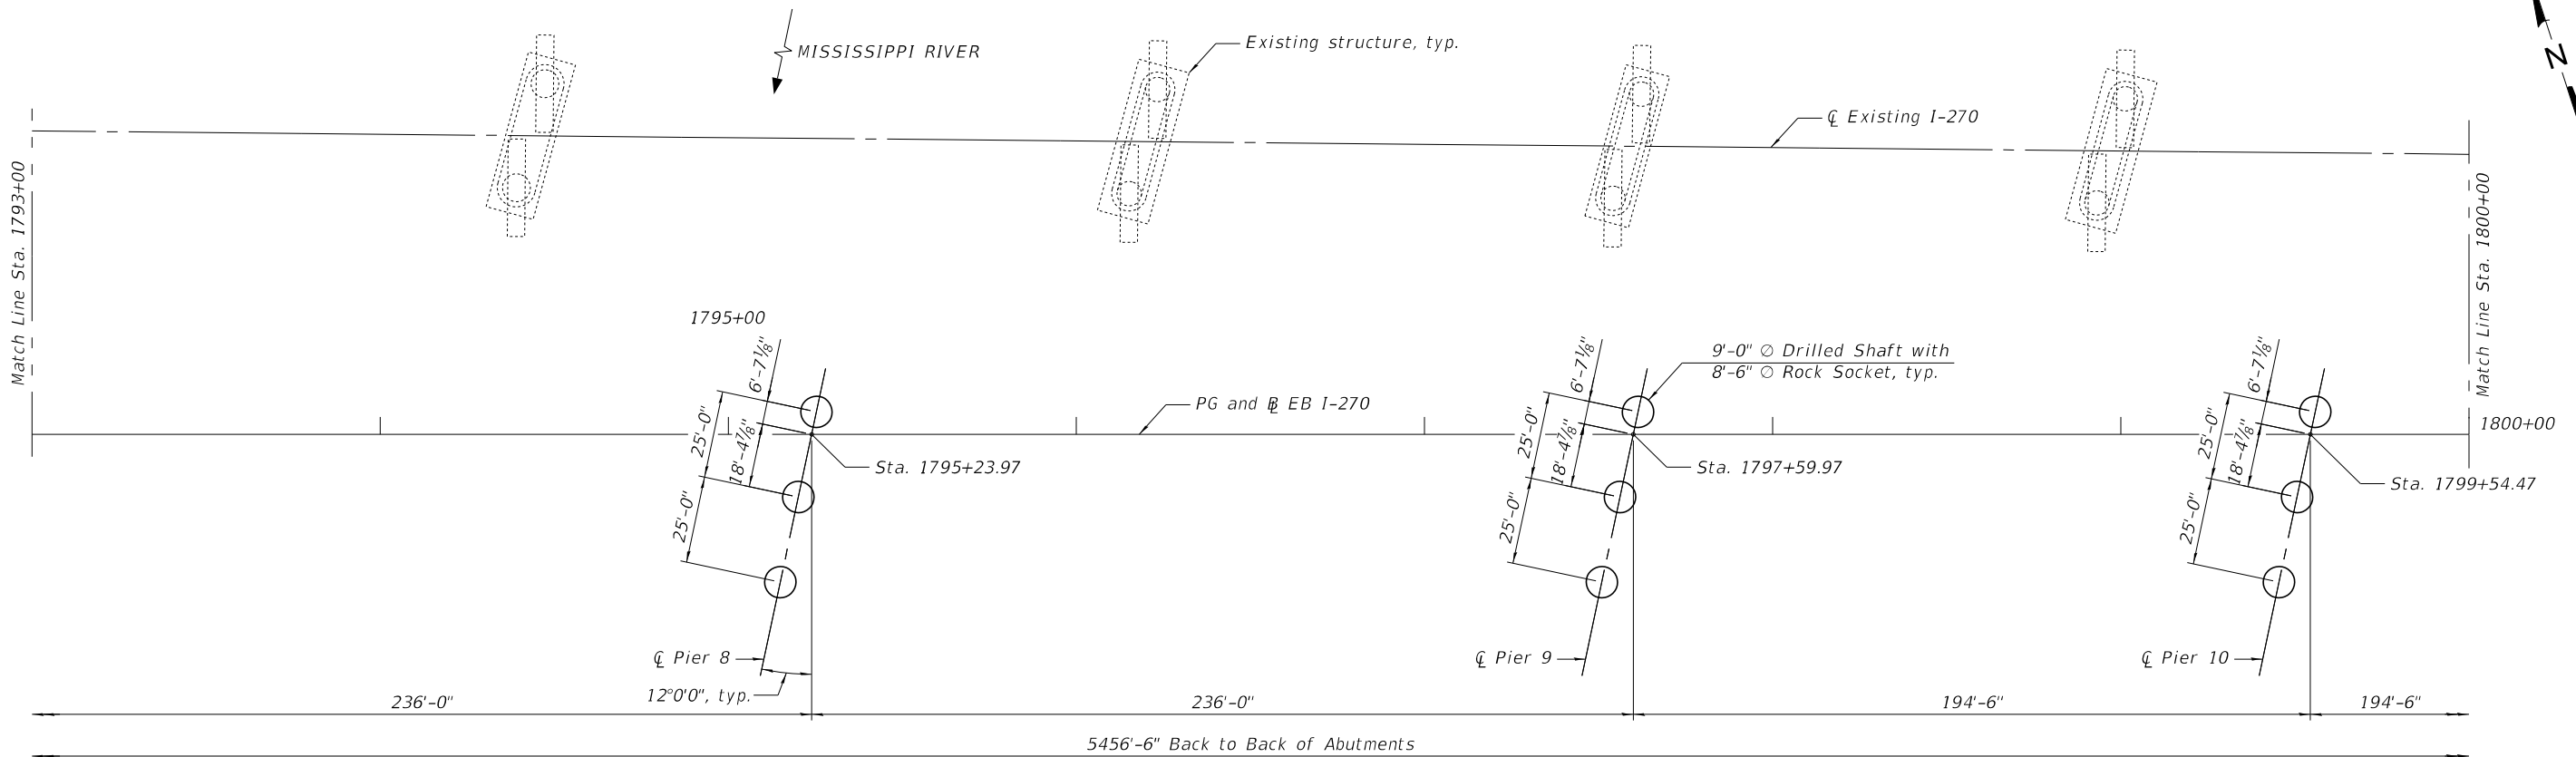 MISSISSIPPI RIVER
Existing structure, typ.
N
℄ Existing I-270
Match Line Sta. 1793+00
Match Line Sta. 1800+00
1795+00
6'-7⅛"
25'-0"
18'-4⅞"
25'-0"
6'-7⅛"
25'-0"
18'-4⅞"
25'-0"
9'-0" ∅ Drilled Shaft with
8'-6" ∅ Rock Socket, typ.
6'-7⅛"
25'-0"
18'-4⅞"
25'-0"
PG and BL EB I-270
1800+00
Sta. 1795+23.97
Sta. 1797+59.97
Sta. 1799+54.47
℄ Pier 8
℄ Pier 9
℄ Pier 10
12°0'0", typ.
236'-0"
236'-0"
194'-6"
194'-6"
5456'-6" Back to Back of Abutments